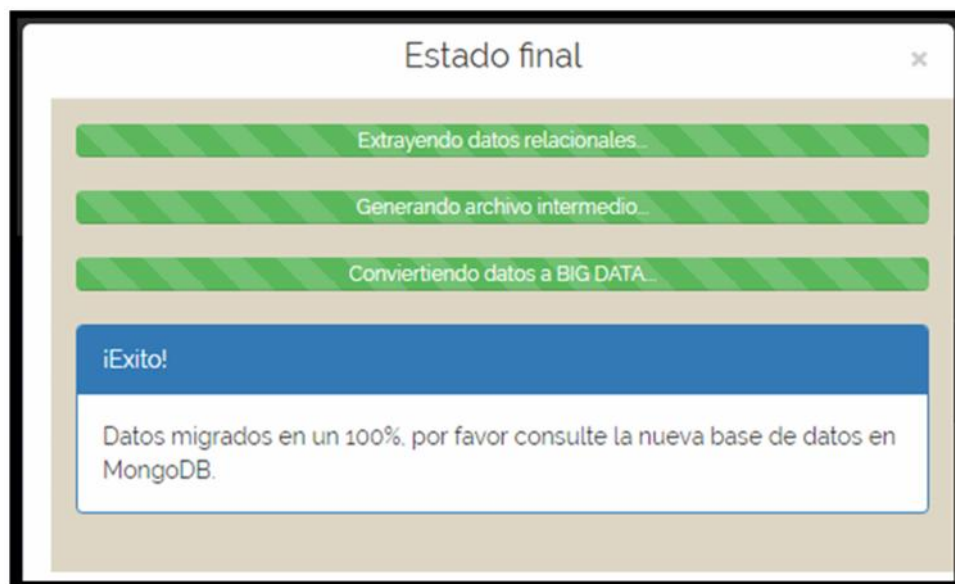 Estado final
×
Extrayendo datos relacionales...
Generando archivo intermedio...
Conviertiendo datos a BIG DATA...
¡Exito!
Datos migrados en un 100%, por favor consulte la nueva base de datos en
MongoDB.